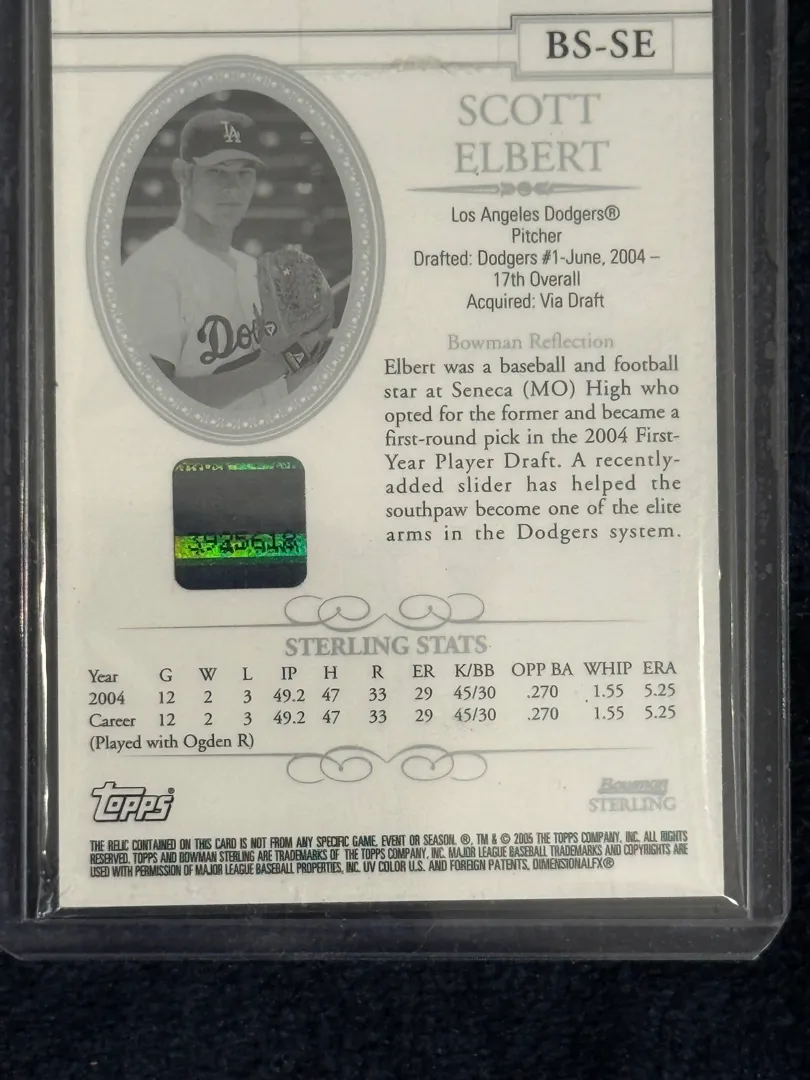 BS-SE
SCOTT
ELBERT
Los Angeles Dodgers®
Pitcher
Drafted: Dodgers #1-June, 2004 –
17th Overall
Acquired: Via Draft
Bowman Reflection
Elbert was a baseball and football
star at Seneca (MO) High who
opted for the former and became a
first-round pick in the 2004 First-
Year Player Draft. A recently-
added slider has helped the
southpaw become one of the elite
arms in the Dodgers system.
LA
Do
STERLING STATS
Year G W L IP H R ER K/BB OPP BA WHIP ERA
2004 12 2 3 49.2 47 33 29 45/30 .270 1.55 5.25
Career 12 2 3 49.2 47 33 29 45/30 .270 1.55 5.25
(Played with Ogden R)
Topps®
Bowman
STERLING
THE RELIC CONTAINED ON THIS CARD IS NOT FROM ANY SPECIFIC GAME, EVENT OR SEASON. ®, TM & © 2005 THE TOPPS COMPANY, INC. ALL RIGHTS
RESERVED. TOPPS AND BOWMAN STERLING ARE TRADEMARKS OF THE TOPPS COMPANY, INC. MAJOR LEAGUE BASEBALL TRADEMARKS AND COPYRIGHTS ARE
USED WITH PERMISSION OF MAJOR LEAGUE BASEBALL PROPERTIES, INC. UV COLOR U.S. AND FOREIGN PATENTS. DIMENSIONALFX®